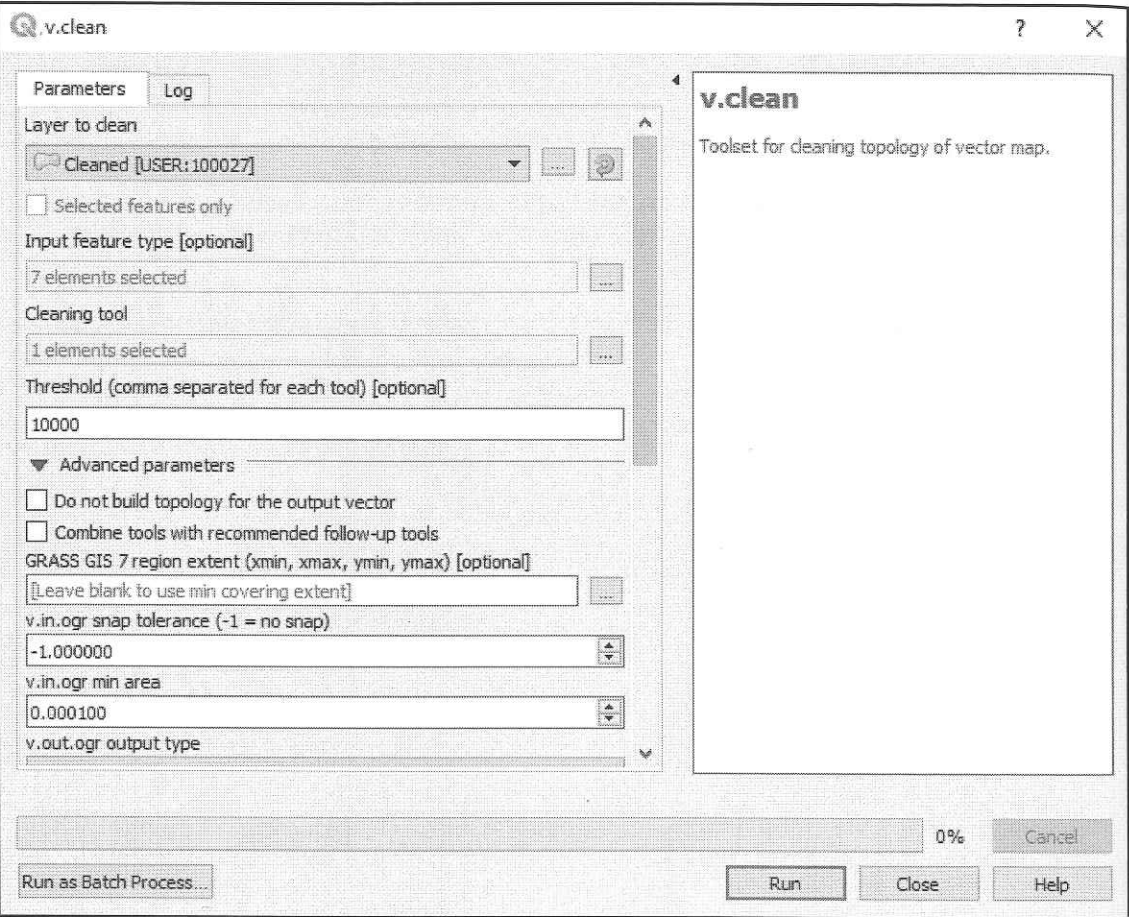 v.clean
?
Parameters
Log
Layer to clean
Cleaned [USER:100027]
...
Selected features only
Input feature type [optional]
7 elements selected
...
Cleaning tool
1 elements selected
...
Threshold (comma separated for each tool) [optional]
10000
Advanced parameters
Do not build topology for the output vector
Combine tools with recommended follow-up tools
GRASS GIS 7 region extent (xmin, xmax, ymin, ymax) [optional]
[Leave blank to use min covering extent]
...
v.in.ogr snap tolerance (-1 = no snap)
-1.000000
v.in.ogr min area
0.000100
v.out.ogr output type
v.clean
Toolset for cleaning topology of vector map.
0%
Cancel
Run as Batch Process...
Run
Close
Help